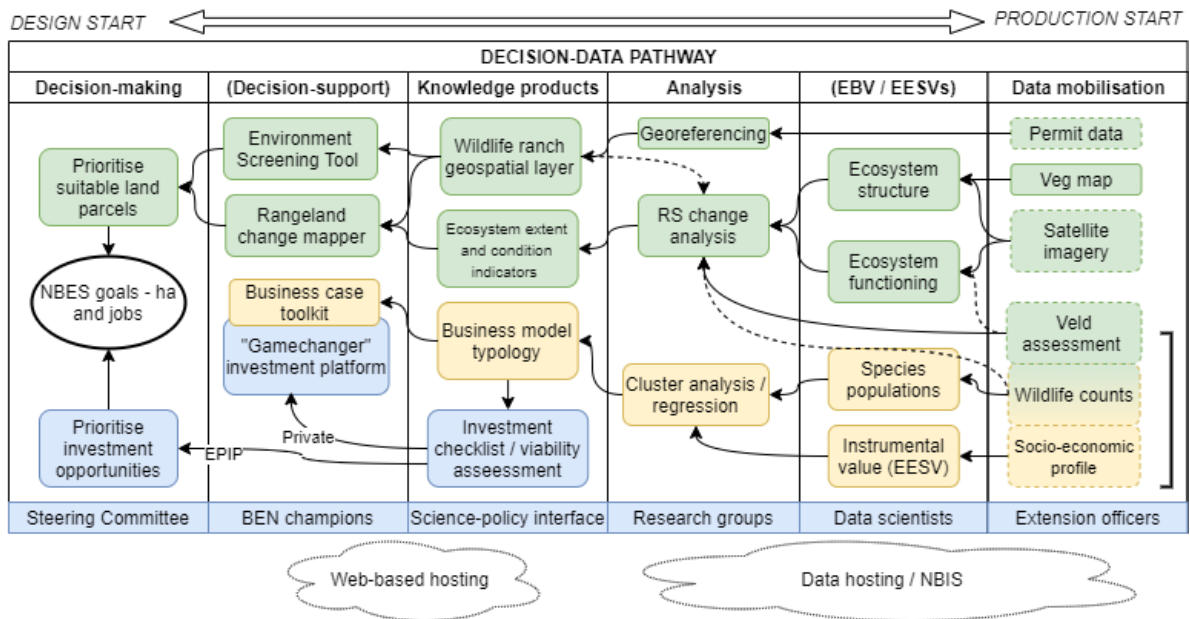 DESIGN START
PRODUCTION START
DECISION-DATA PATHWAY
Decision-making
(Decision-support)
Knowledge products
Analysis
(EBV / EESVs)
Data mobilisation
Prioritise
suitable land
parcels
NBES goals - ha
and jobs
Prioritise
investment
opportunities
Environment
Screening Tool
Rangeland
change mapper
Business case
toolkit
"Gamechanger"
investment platform
Private
EPIP
Wildlife ranch
geospatial layer
Ecosystem extent
and condition
indicators
Business model
typology
Investment
checklist / viability
asseessment
Georeferencing
RS change
analysis
Cluster analysis /
regression
Ecosystem
structure
Ecosystem
functioning
Species
populations
Instrumental
value (EESV)
Permit data
Veg map
Satellite
imagery
Veld
assessment
Wildlife counts
Socio-economic
profile
Steering Committee
BEN champions
Science-policy interface
Research groups
Data scientists
Extension officers
Web-based hosting
Data hosting / NBIS